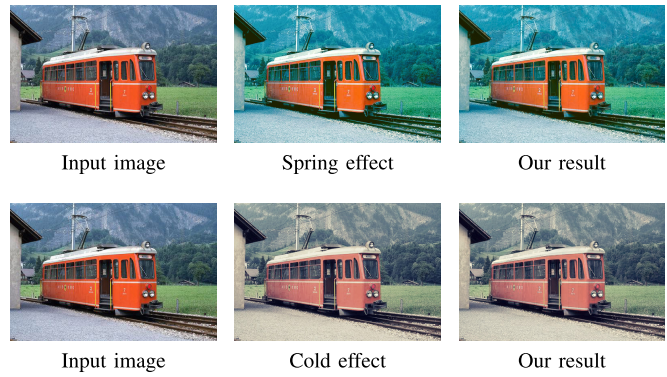 Input image
Spring effect
Our result
Input image
Cold effect
Our result